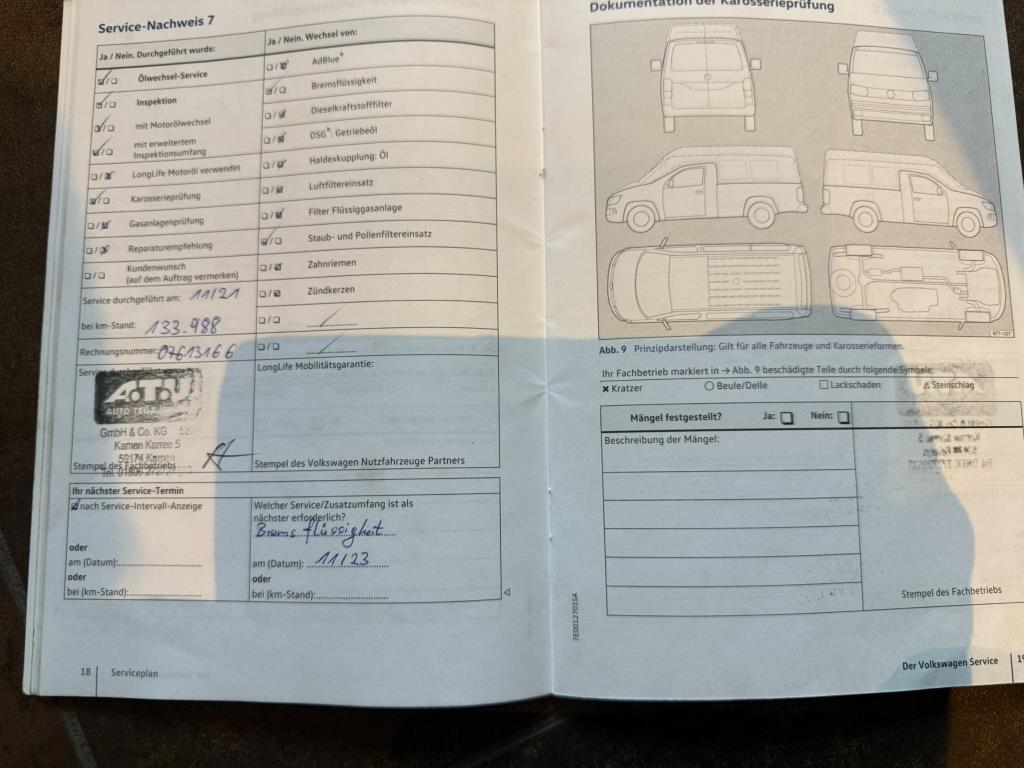 Service-Nachweis 7
Ja / Nein. Durchgeführt wurde:
Ölwechsel-Service
Inspektion
mit Motorölwechsel
mit erweitertem
Inspektionsumfang
LongLife Motoröl verwendet
Karosserieprüfung
Gasanlagenprüfung
Reparaturempfehlung
Kundenwunsch
(auf dem Auftrag vermerken)
Service durchgeführt am: 11/21
bei km-Stand: 133.988
Rechnungsnummer: 07613166
Service durchgeführt von:
A.T.U
AUTO TEILE
GmbH & Co. KG
Kamen Karree 5
59174 Kamen
Stempel des Fachbetriebs
Ja / Nein. Wechsel von:
AdBlue®
Bremsflüssigkeit
Dieselkraftstofffilter
DSG®: Getriebeöl
Haldexkupplung: Öl
Luftfiltereinsatz
Filter Flüssiggasanlage
Staub- und Pollenfiltereinsatz
Zahnriemen
Zündkerzen
LongLife Mobilitätsgarantie:
Stempel des Volkswagen Nutzfahrzeuge Partners
Ihr nächster Service-Termin
nach Service-Intervall-Anzeige
oder
am (Datum):
oder
bei (km-Stand):
Welcher Service/Zusatzumfang ist als
nächster erforderlich?
Bremsflüssigkeit
am (Datum): 11/23
oder
bei (km-Stand):
18 Serviceplan
Dokumentation der Karosserieprüfung
Abb. 9 Prinzipdarstellung: Gilt für alle Fahrzeuge und Karosserieformen.
Ihr Fachbetrieb markiert in → Abb. 9 beschädigte Teile durch folgende Symbole:
Kratzer
Beule/Delle
Lackschaden
Steinschlag
Mängel festgestellt? Ja: Nein:
Beschreibung der Mängel:
Stempel des Fachbetriebs
7E0012701SA
Der Volkswagen Service